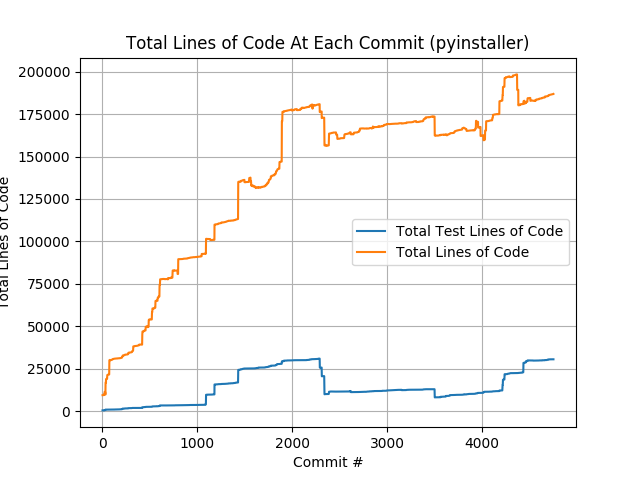 Total Lines of Code At Each Commit (pyinstaller)
200000
175000
150000
125000
100000
75000
50000
25000
0
Total Lines of Code
Total Test Lines of Code
Total Lines of Code
0 1000 2000 3000 4000
Commit #